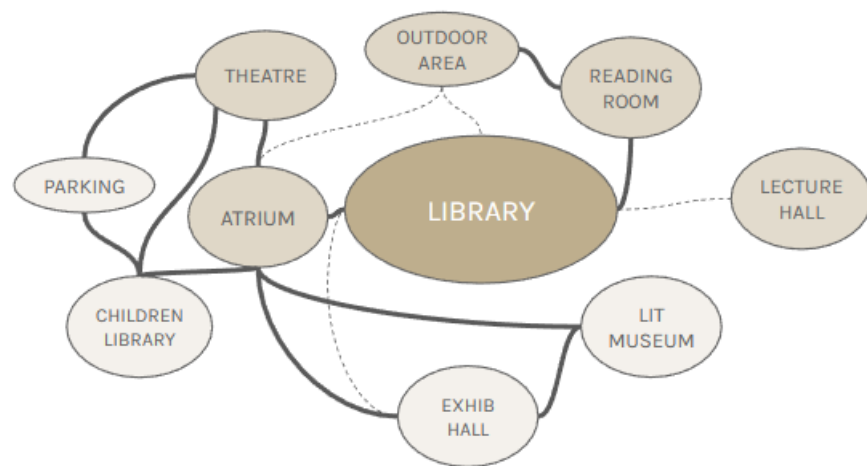 OUTDOOR
AREA
THEATRE
READING
ROOM
PARKING
LECTURE
HALL
ATRIUM
LIBRARY
CHILDREN
LIBRARY
LIT
MUSEUM
EXHIB
HALL